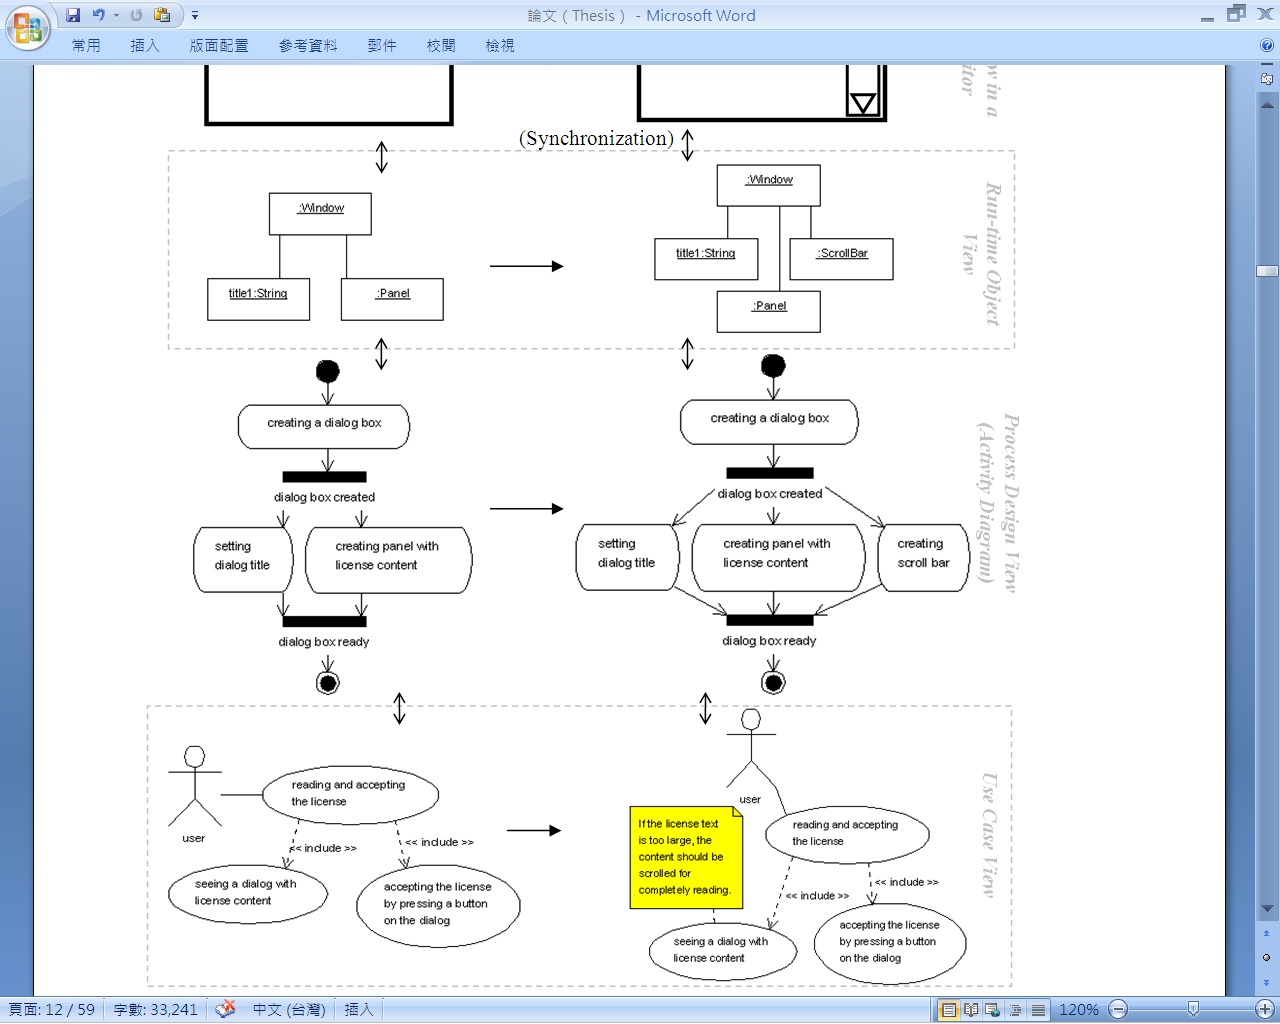 論文 ( Thesis ) - Microsoft Word
常用 插入 版面配置 參考資料 郵件 校閱 檢視
w in a
itor
(Synchronization)
:Window
title1:String
:Panel
:Window
title1:String
:ScrollBar
:Panel
Run-time Object
View
creating a dialog box
dialog box created
setting
dialog title
creating panel with
license content
dialog box ready
creating a dialog box
dialog box created
setting
dialog title
creating panel with
license content
creating
scroll bar
dialog box ready
Process Design View
(Activity Diagram)
user
reading and accepting
the license
<< include >>
<< include >>
seeing a dialog with
license content
accepting the license
by pressing a button
on the dialog
user
If the license text
is too large, the
content should be
scrolled for
completely reading.
reading and accepting
the license
<< include >>
<< include >>
seeing a dialog with
license content
accepting the license
by pressing a button
on the dialog
Use Case View
頁面: 12 / 59 字數: 33,241 中文 (台灣) 插入 120%